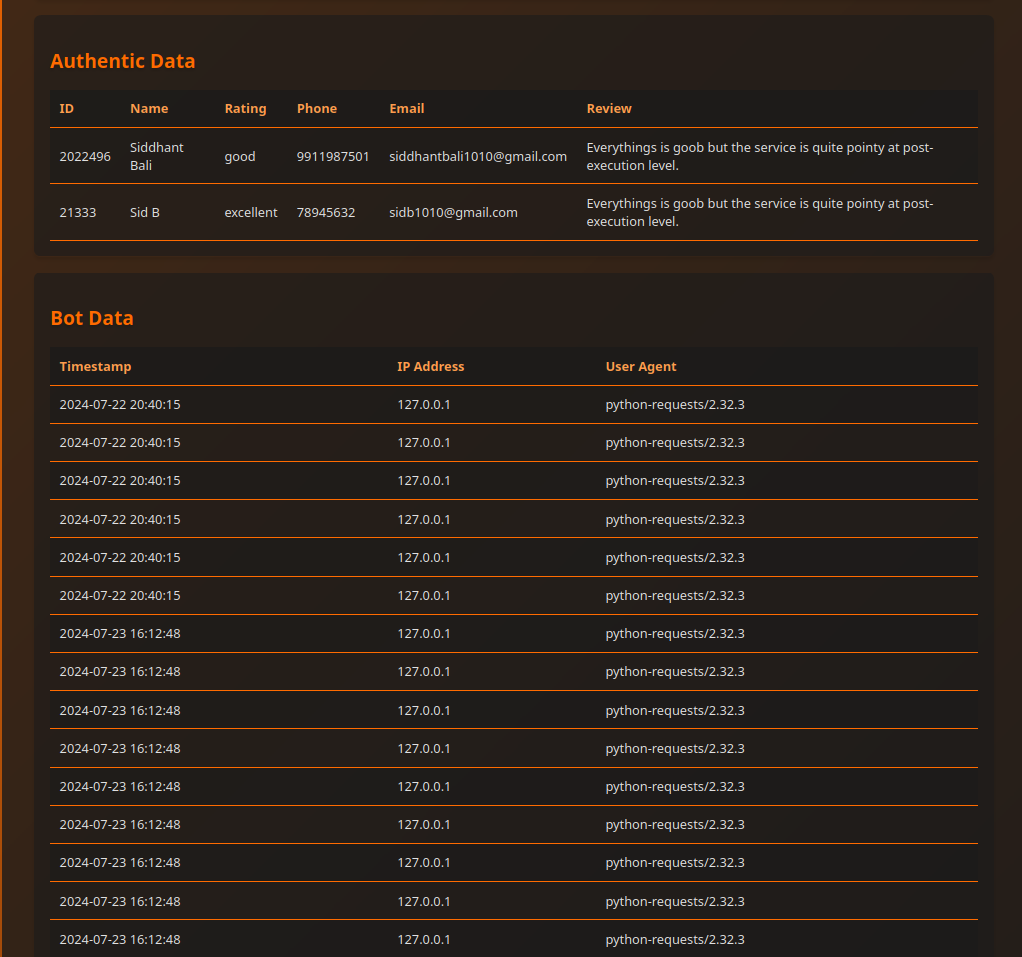 Authentic Data
ID Name Rating Phone Email Review
2022496 Siddhant Bali good 9911987501 siddhantbali1010@gmail.com Everythings is goob but the service is quite pointy at post-execution level.
21333 Sid B excellent 78945632 sidb1010@gmail.com Everythings is goob but the service is quite pointy at post-execution level.
Bot Data
Timestamp IP Address User Agent
2024-07-22 20:40:15 127.0.0.1 python-requests/2.32.3
2024-07-22 20:40:15 127.0.0.1 python-requests/2.32.3
2024-07-22 20:40:15 127.0.0.1 python-requests/2.32.3
2024-07-22 20:40:15 127.0.0.1 python-requests/2.32.3
2024-07-22 20:40:15 127.0.0.1 python-requests/2.32.3
2024-07-22 20:40:15 127.0.0.1 python-requests/2.32.3
2024-07-23 16:12:48 127.0.0.1 python-requests/2.32.3
2024-07-23 16:12:48 127.0.0.1 python-requests/2.32.3
2024-07-23 16:12:48 127.0.0.1 python-requests/2.32.3
2024-07-23 16:12:48 127.0.0.1 python-requests/2.32.3
2024-07-23 16:12:48 127.0.0.1 python-requests/2.32.3
2024-07-23 16:12:48 127.0.0.1 python-requests/2.32.3
2024-07-23 16:12:48 127.0.0.1 python-requests/2.32.3
2024-07-23 16:12:48 127.0.0.1 python-requests/2.32.3
2024-07-23 16:12:48 127.0.0.1 python-requests/2.32.3